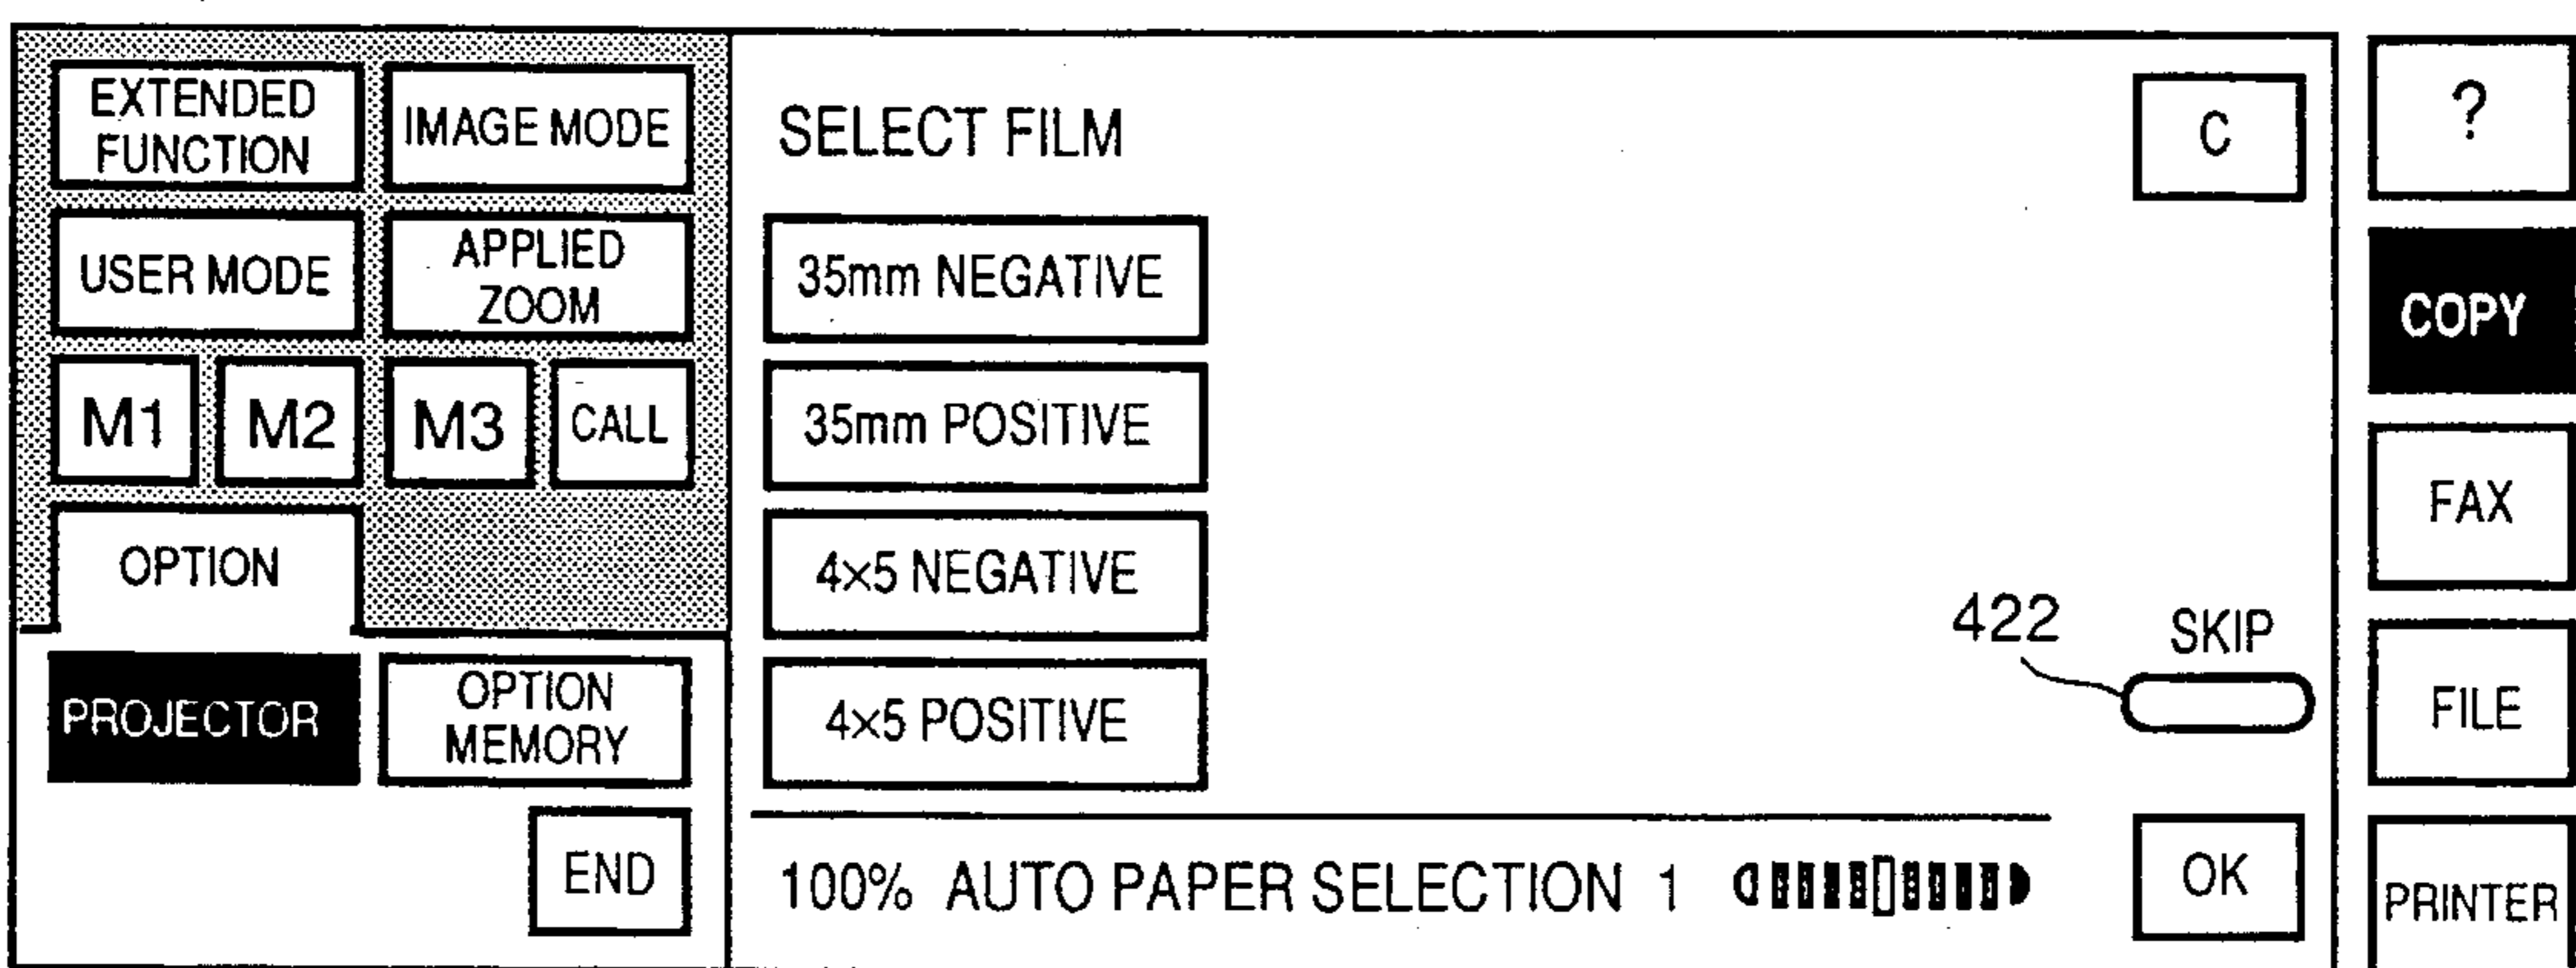 EXTENDED
FUNCTION
IMAGE MODE
USER MODE
APPLIED
ZOOM
M1
M2
M3
CALL
OPTION
PROJECTOR
OPTION
MEMORY
END
SELECT FILM
C
35mm NEGATIVE
35mm POSITIVE
4×5 NEGATIVE
4×5 POSITIVE
422
SKIP
100% AUTO PAPER SELECTION 1
OK
?
COPY
FAX
FILE
PRINTER